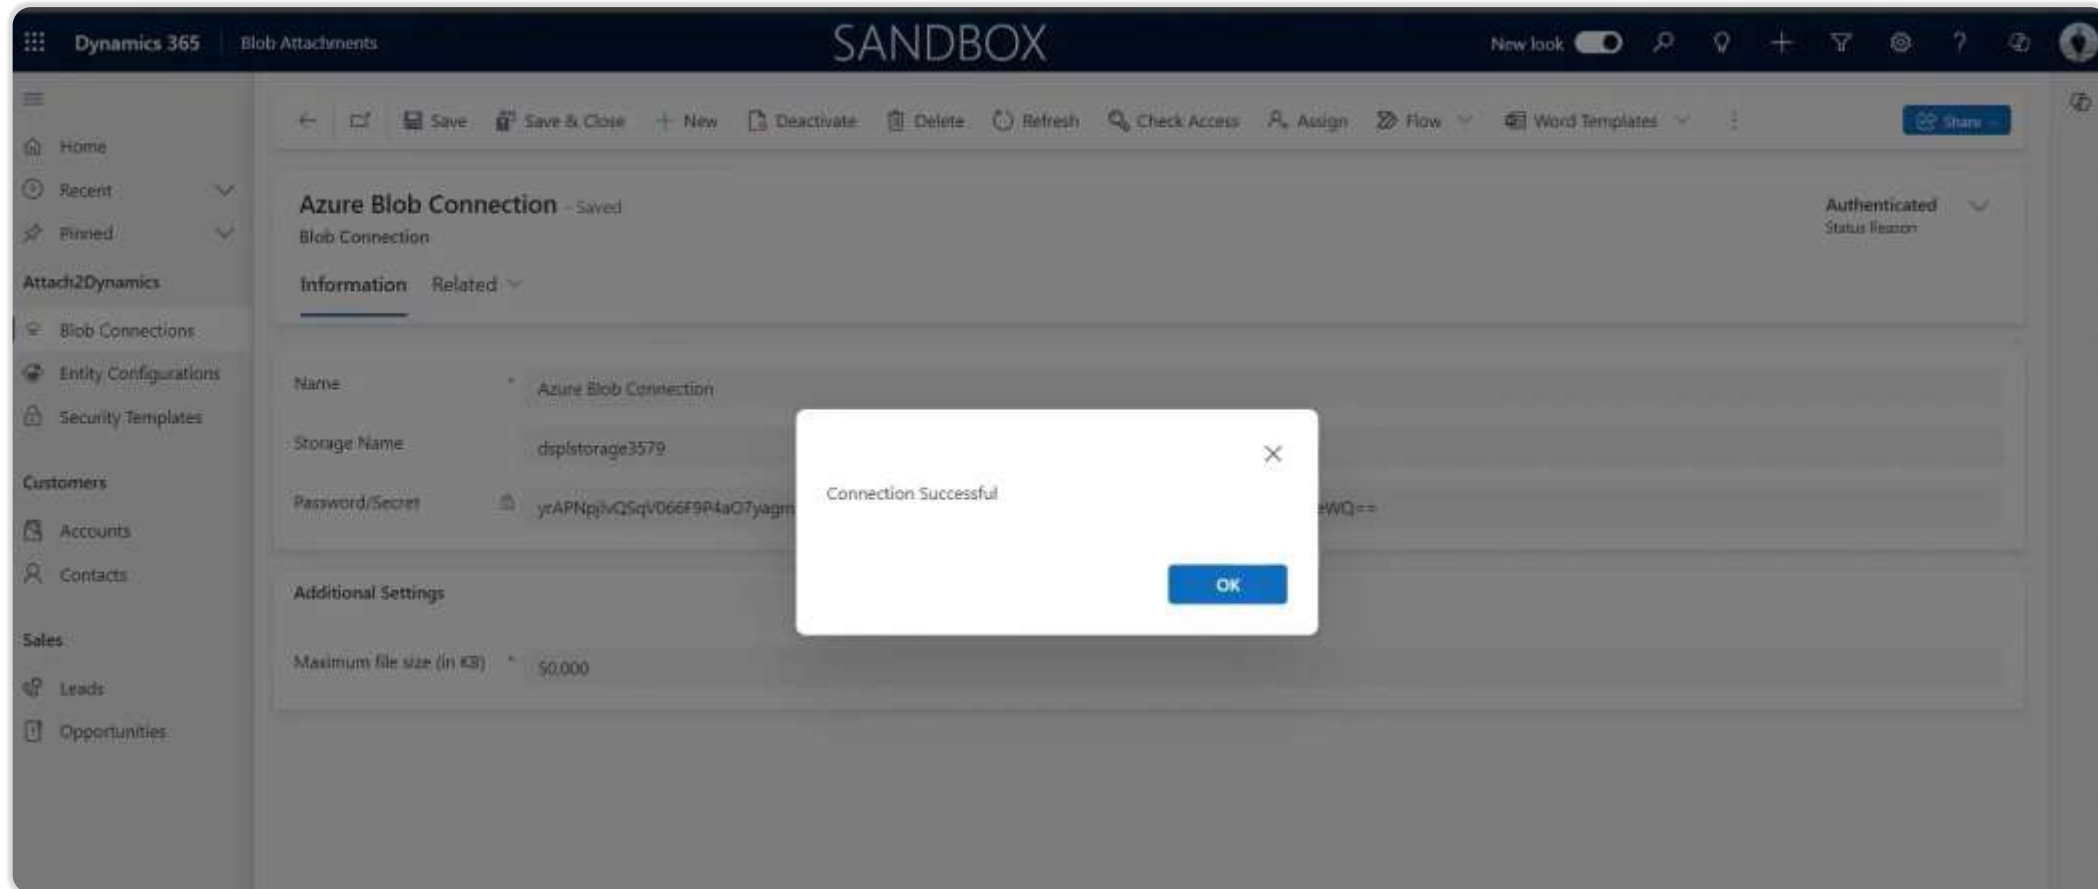 Dynamics 365 Blob Attachments SANDBOX New look
Save Save & Close New Deactivate Delete Refresh Check Access Assign Flow Word Templates Share
Home
Recent
Pinned
Attach2Dynamics
Blob Connections
Entity Configurations
Security Templates
Customers
Accounts
Contacts
Sales
Leads
Opportunities
Azure Blob Connection - Saved
Blob Connection
Authenticated
Status Reason
Information Related
Name * Azure Blob Connection
Storage Name dsplstorage3579
Password/Secret
Additional Settings
Maximum file size (in KB) * 50,000
Connection Successful
OK